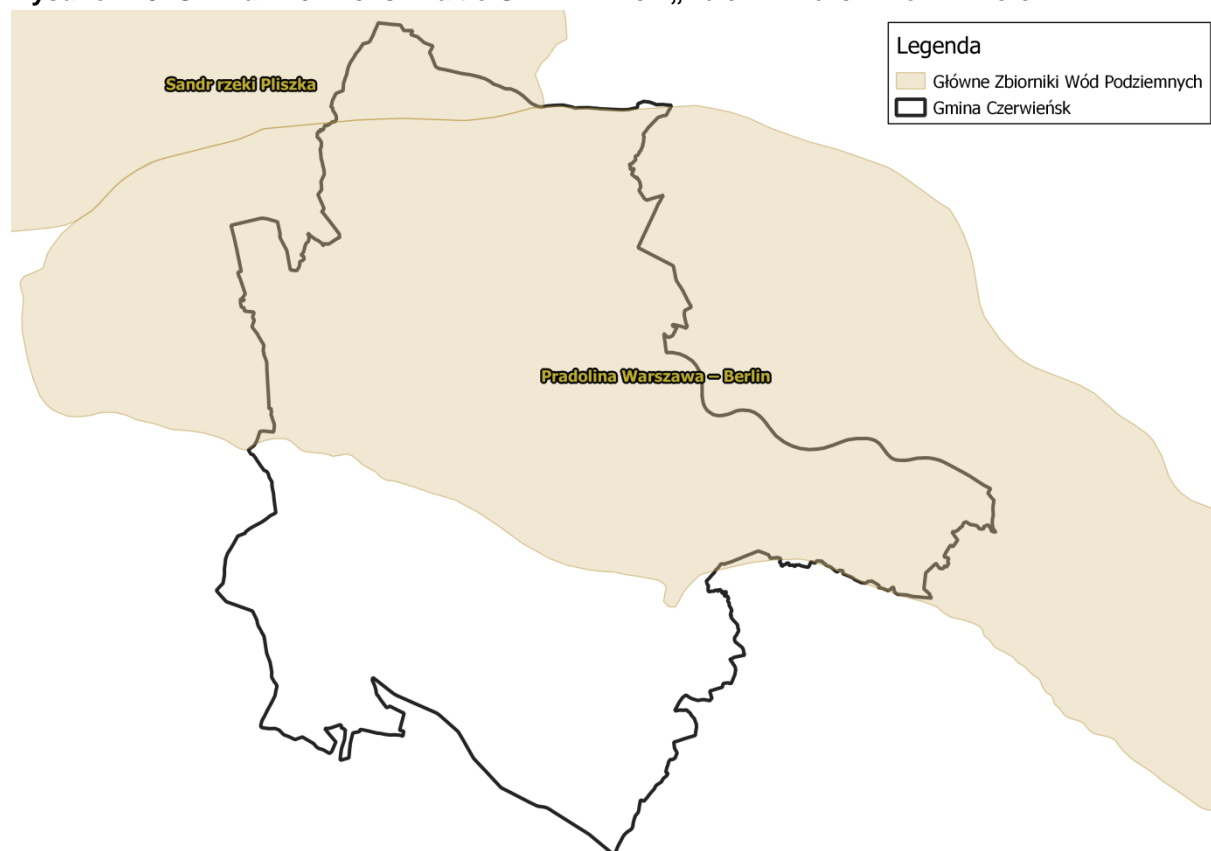 Legenda
Główne Zbiorniki Wód Podziemnych
Gmina Czerwieńsk
Sandr rzeki Pliszka
Pradolina Warszawa – Berlin